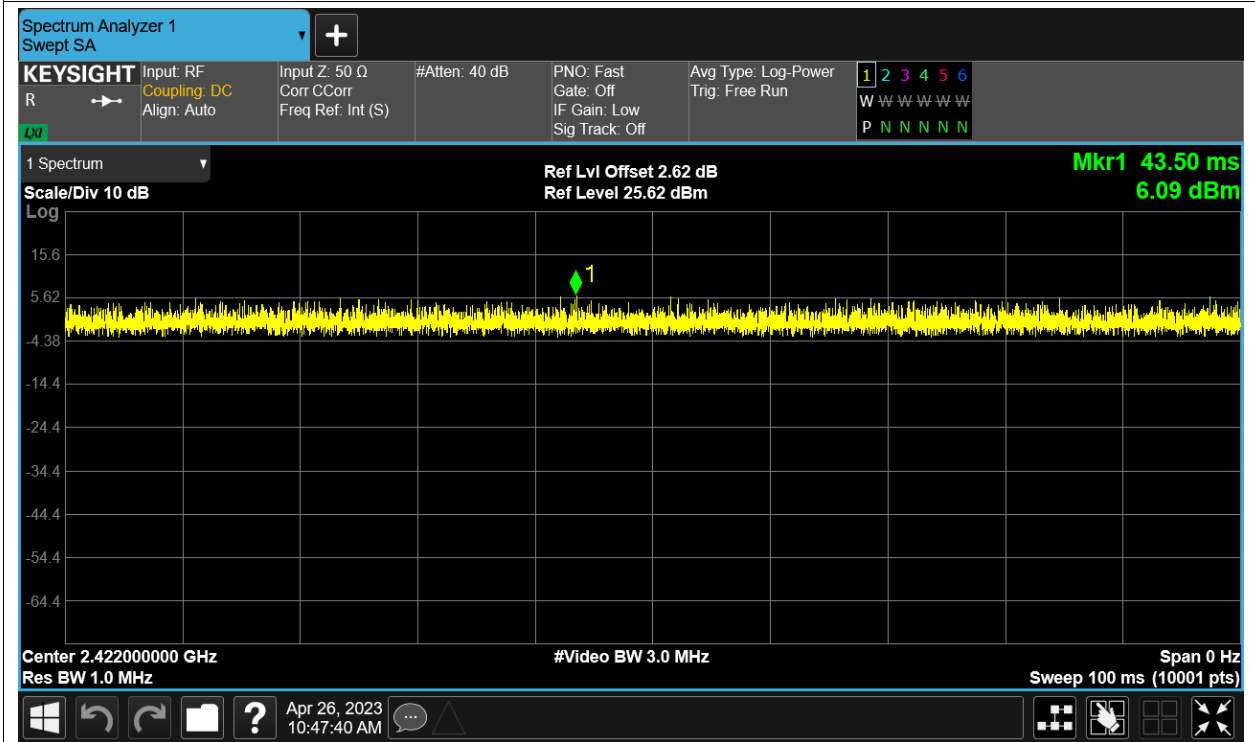 Spectrum Analyzer 1
Swept SA
KEYSIGHT
R
LXI
Input: RF
Coupling: DC
Align: Auto
Input Z: 50 Ω
Corr CCorr
Freq Ref: Int (S)
#Atten: 40 dB
PNO: Fast
Gate: Off
IF Gain: Low
Sig Track: Off
Avg Type: Log-Power
Trig: Free Run
1 2 3 4 5 6
W W W W W W
P N N N N N
1 Spectrum
Scale/Div 10 dB
Ref Lvl Offset 2.62 dB
Ref Level 25.62 dBm
Mkr1 43.50 ms
6.09 dBm
Log
15.6
5.62
-4.38
-14.4
-24.4
-34.4
-44.4
-54.4
-64.4
1
Center 2.422000000 GHz
Res BW 1.0 MHz
#Video BW 3.0 MHz
Span 0 Hz
Sweep 100 ms (10001 pts)
?
Apr 26, 2023
10:47:40 AM